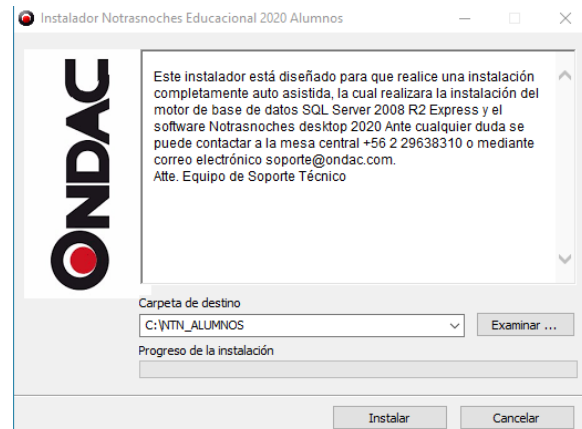 Instalador Notrasnoches Educacional 2020 Alumnos
ONDAC
Este instalador está diseñado para que realice una instalación
completamente auto asistida, la cual realizara la instalación del
motor de base de datos SQL Server 2008 R2 Express y el
software Notrasnoches desktop 2020 Ante cualquier duda se
puede contactar a la mesa central +56 2 29638310 o mediante
correo electrónico soporte@ondac.com.
Atte. Equipo de Soporte Técnico
Carpeta de destino
C:\NTN_ALUMNOS
Examinar ...
Progreso de la instalación
Instalar
Cancelar